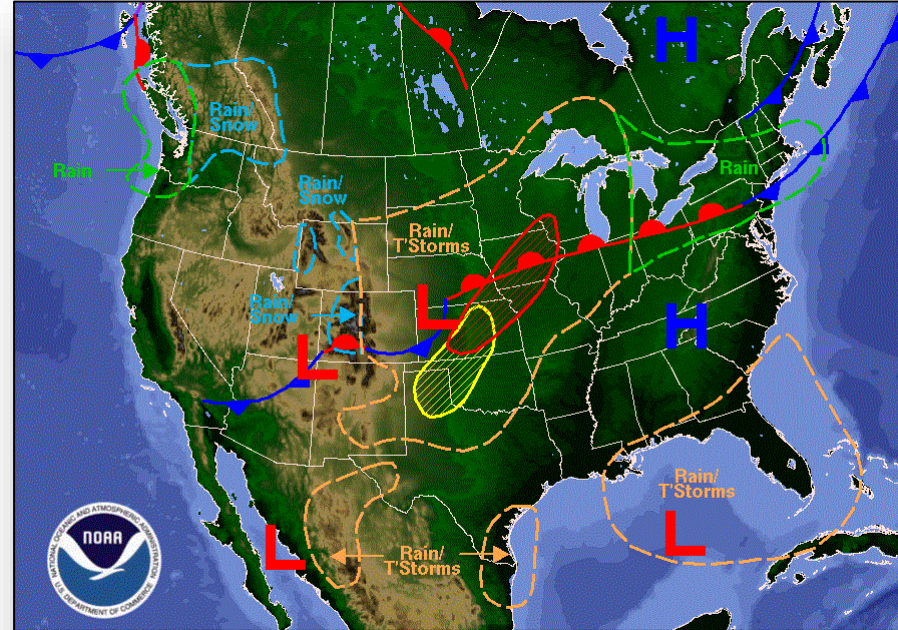 H
Rain/
Snow
Rain
Rain
Rain/
Snow
Rain/
T'Storms
Rain/
Snow
L
H
L
Rain/
T'Storms
L
L
Rain/
T'Storms
NOAA
NATIONAL OCEANIC AND ATMOSPHERIC ADMINISTRATION
U.S. DEPARTMENT OF COMMERCE